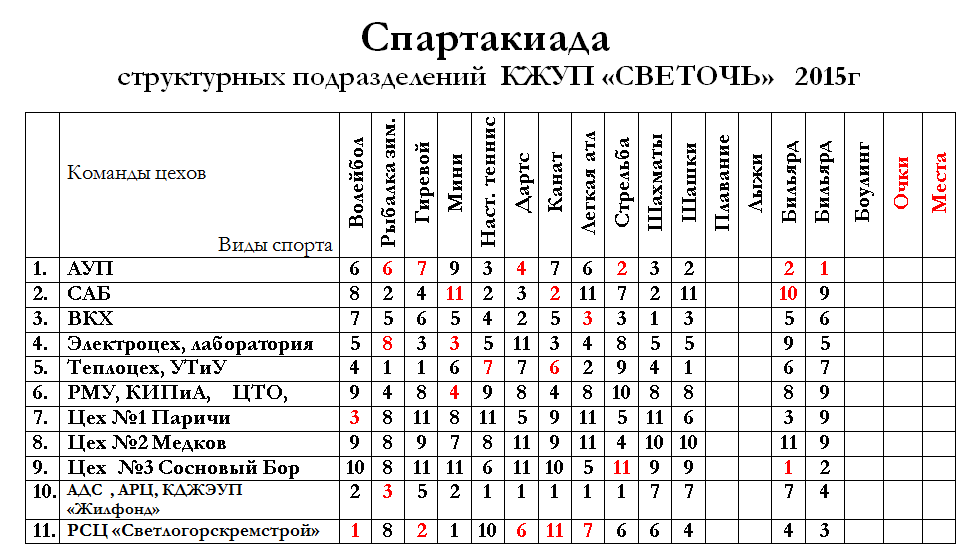 Спартакиада
структурных подразделений КЖУП «СВЕТОЧЬ» 2015г
Команды цехов
Виды спорта
Волейбол
Рыбалка зим.
Гиревой
Мини
Наст. теннис
Дартс
Канат
Легкая атл
Стрельба
Шахматы
Шашки
Плавание
Лыжи
Бильярд
Бильярд
Боулинг
Очки
Места
1. АУП 6 6 7 9 3 4 7 6 2 3 2 2 1
2. САБ 8 2 4 11 2 3 2 11 7 2 11 10 9
3. ВКХ 7 5 6 5 4 2 5 3 3 1 3 5 6
4. Электроцех, лаборатория 5 8 3 3 5 11 3 4 8 5 5 9 5
5. Теплоцех, УТиУ 4 1 1 6 7 7 6 2 9 4 1 6 7
6. РМУ, КИПиА, ЦТО, 9 4 8 4 9 8 4 8 10 8 8 8 9
7. Цех №1 Паричи 3 8 11 8 11 5 9 11 5 11 6 3 9
8. Цех №2 Медков 9 8 9 7 8 11 9 11 4 10 10 11 9
9. Цех №3 Сосновый Бор 10 8 11 11 6 11 10 5 11 9 9 1 2
10. АДС , АРЦ, КДЖЭУП
«Жилфонд» 2 3 5 2 1 1 1 1 1 7 7 7 4
11. РСЦ «Светлогорскремстрой» 1 8 2 1 10 6 11 7 6 6 4 4 3